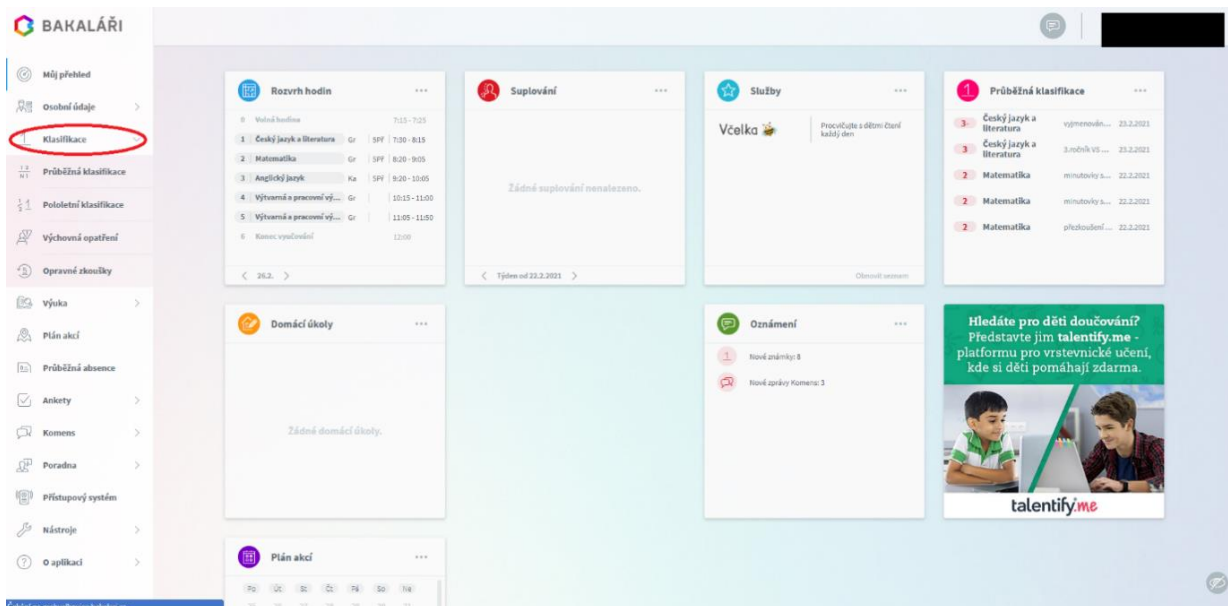 BAKALÁŘI
Můj přehled
Osobní údaje
Klasifikace
Průběžná klasifikace
Pololetní klasifikace
Výchovná opatření
Opravné zkoušky
Výuka
Plán akcí
Průběžná absence
Ankety
Komens
Poradna
Přístupový systém
Nástroje
O aplikaci
Rozvrh hodin
0 Volná hodina 7:15 - 7:25
1 Český jazyk a literatura Gr SPF 7:30 - 8:15
2 Matematika Gr SPF 8:20 - 9:05
3 Anglický jazyk Ka SPF 9:20 - 10:05
4 Výtvarná a pracovní vý... Gr 10:15 - 11:00
5 Výtvarná a pracovní vý... Gr 11:05 - 11:50
6 Konec vyučování 12:00
26.2.
Suplování
Žádné suplování nenalezeno.
Týden od 22.2.2021
Služby
Včelka
Procvičujte s dětmi čtení
každý den
Obnovit seznam
1 Průběžná klasifikace
3- Český jazyk a literatura vyjmenován... 23.2.2021
3 Český jazyk a literatura 3.ročník VS .... 23.2.2021
2 Matematika minutovky s... 22.2.2021
2 Matematika minutovky s... 22.2.2021
2 Matematika přezkoušení ... 22.2.2021
Domácí úkoly
Žádné domácí úkoly.
Oznámení
1 Nové známky: 8
Nové zprávy Komens: 3
Hledáte pro děti doučování?
Představte jim talentify.me -
platformu pro vrstevnické učení,
kde si děti pomáhají zdarma.
talentify.me
Plán akcí
Po Út St Čt Pá So Ne